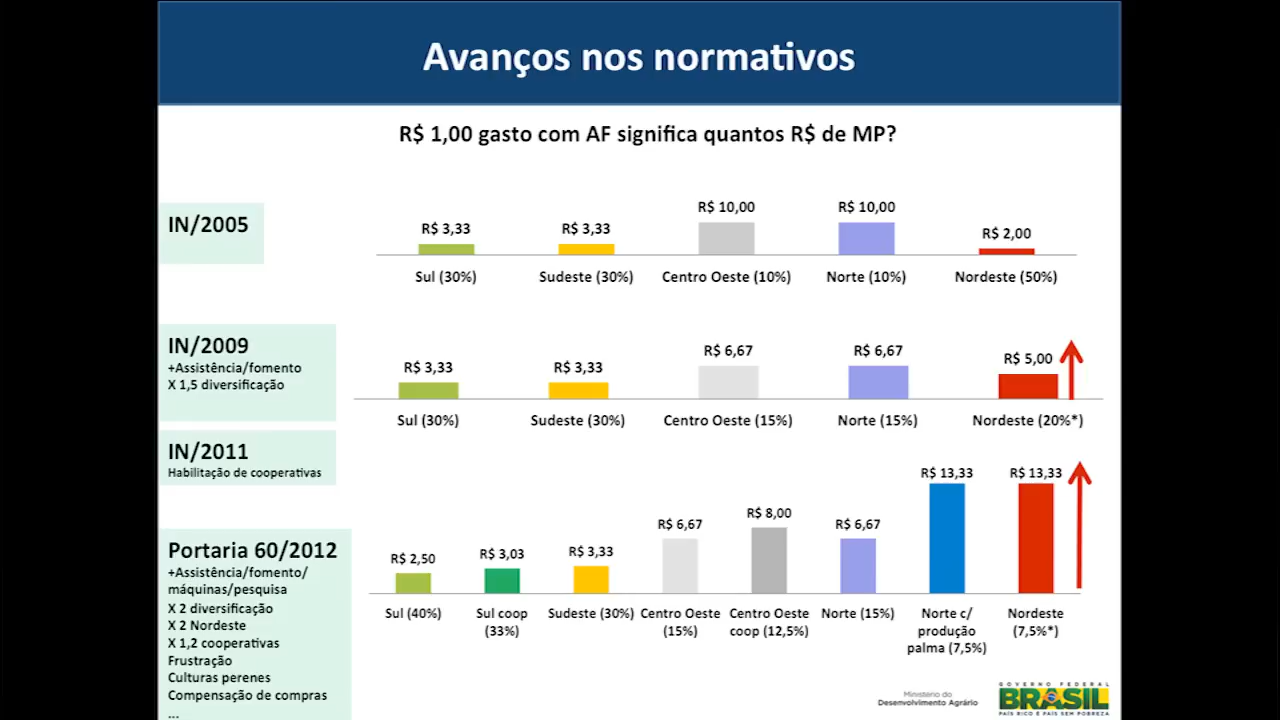 Avanços nos normativos
R$ 1,00 gasto com AF significa quantos R$ de MP?
IN/2005
R$ 3,33
R$ 3,33
R$ 10,00
R$ 10,00
R$ 2,00
Sul (30%)
Sudeste (30%)
Centro Oeste (10%)
Norte (10%)
Nordeste (50%)
IN/2009
+Assistência/fomento
X 1,5 diversificação
R$ 3,33
R$ 3,33
R$ 6,67
R$ 6,67
R$ 5,00
Sul (30%)
Sudeste (30%)
Centro Oeste (15%)
Norte (15%)
Nordeste (20%*)
IN/2011
Habilitação de cooperativas
Portaria 60/2012
+Assistência/fomento/
máquinas/pesquisa
X 2 diversificação
X 2 Nordeste
X 1,2 cooperativas
Frustração
Culturas perenes
Compensação de compras
...
R$ 2,50
R$ 3,03
R$ 3,33
R$ 6,67
R$ 8,00
R$ 6,67
R$ 13,33
R$ 13,33
Sul (40%)
Sul coop
(33%)
Sudeste (30%)
Centro Oeste
(15%)
Centro Oeste
coop (12,5%)
Norte (15%)
Norte c/
produção
palma (7,5%)
Nordeste
(7,5%*)
Ministério do
Desenvolvimento Agrário
GOVERNO FEDERAL
BRASIL
PAÍS RICO É PAÍS SEM POBREZA